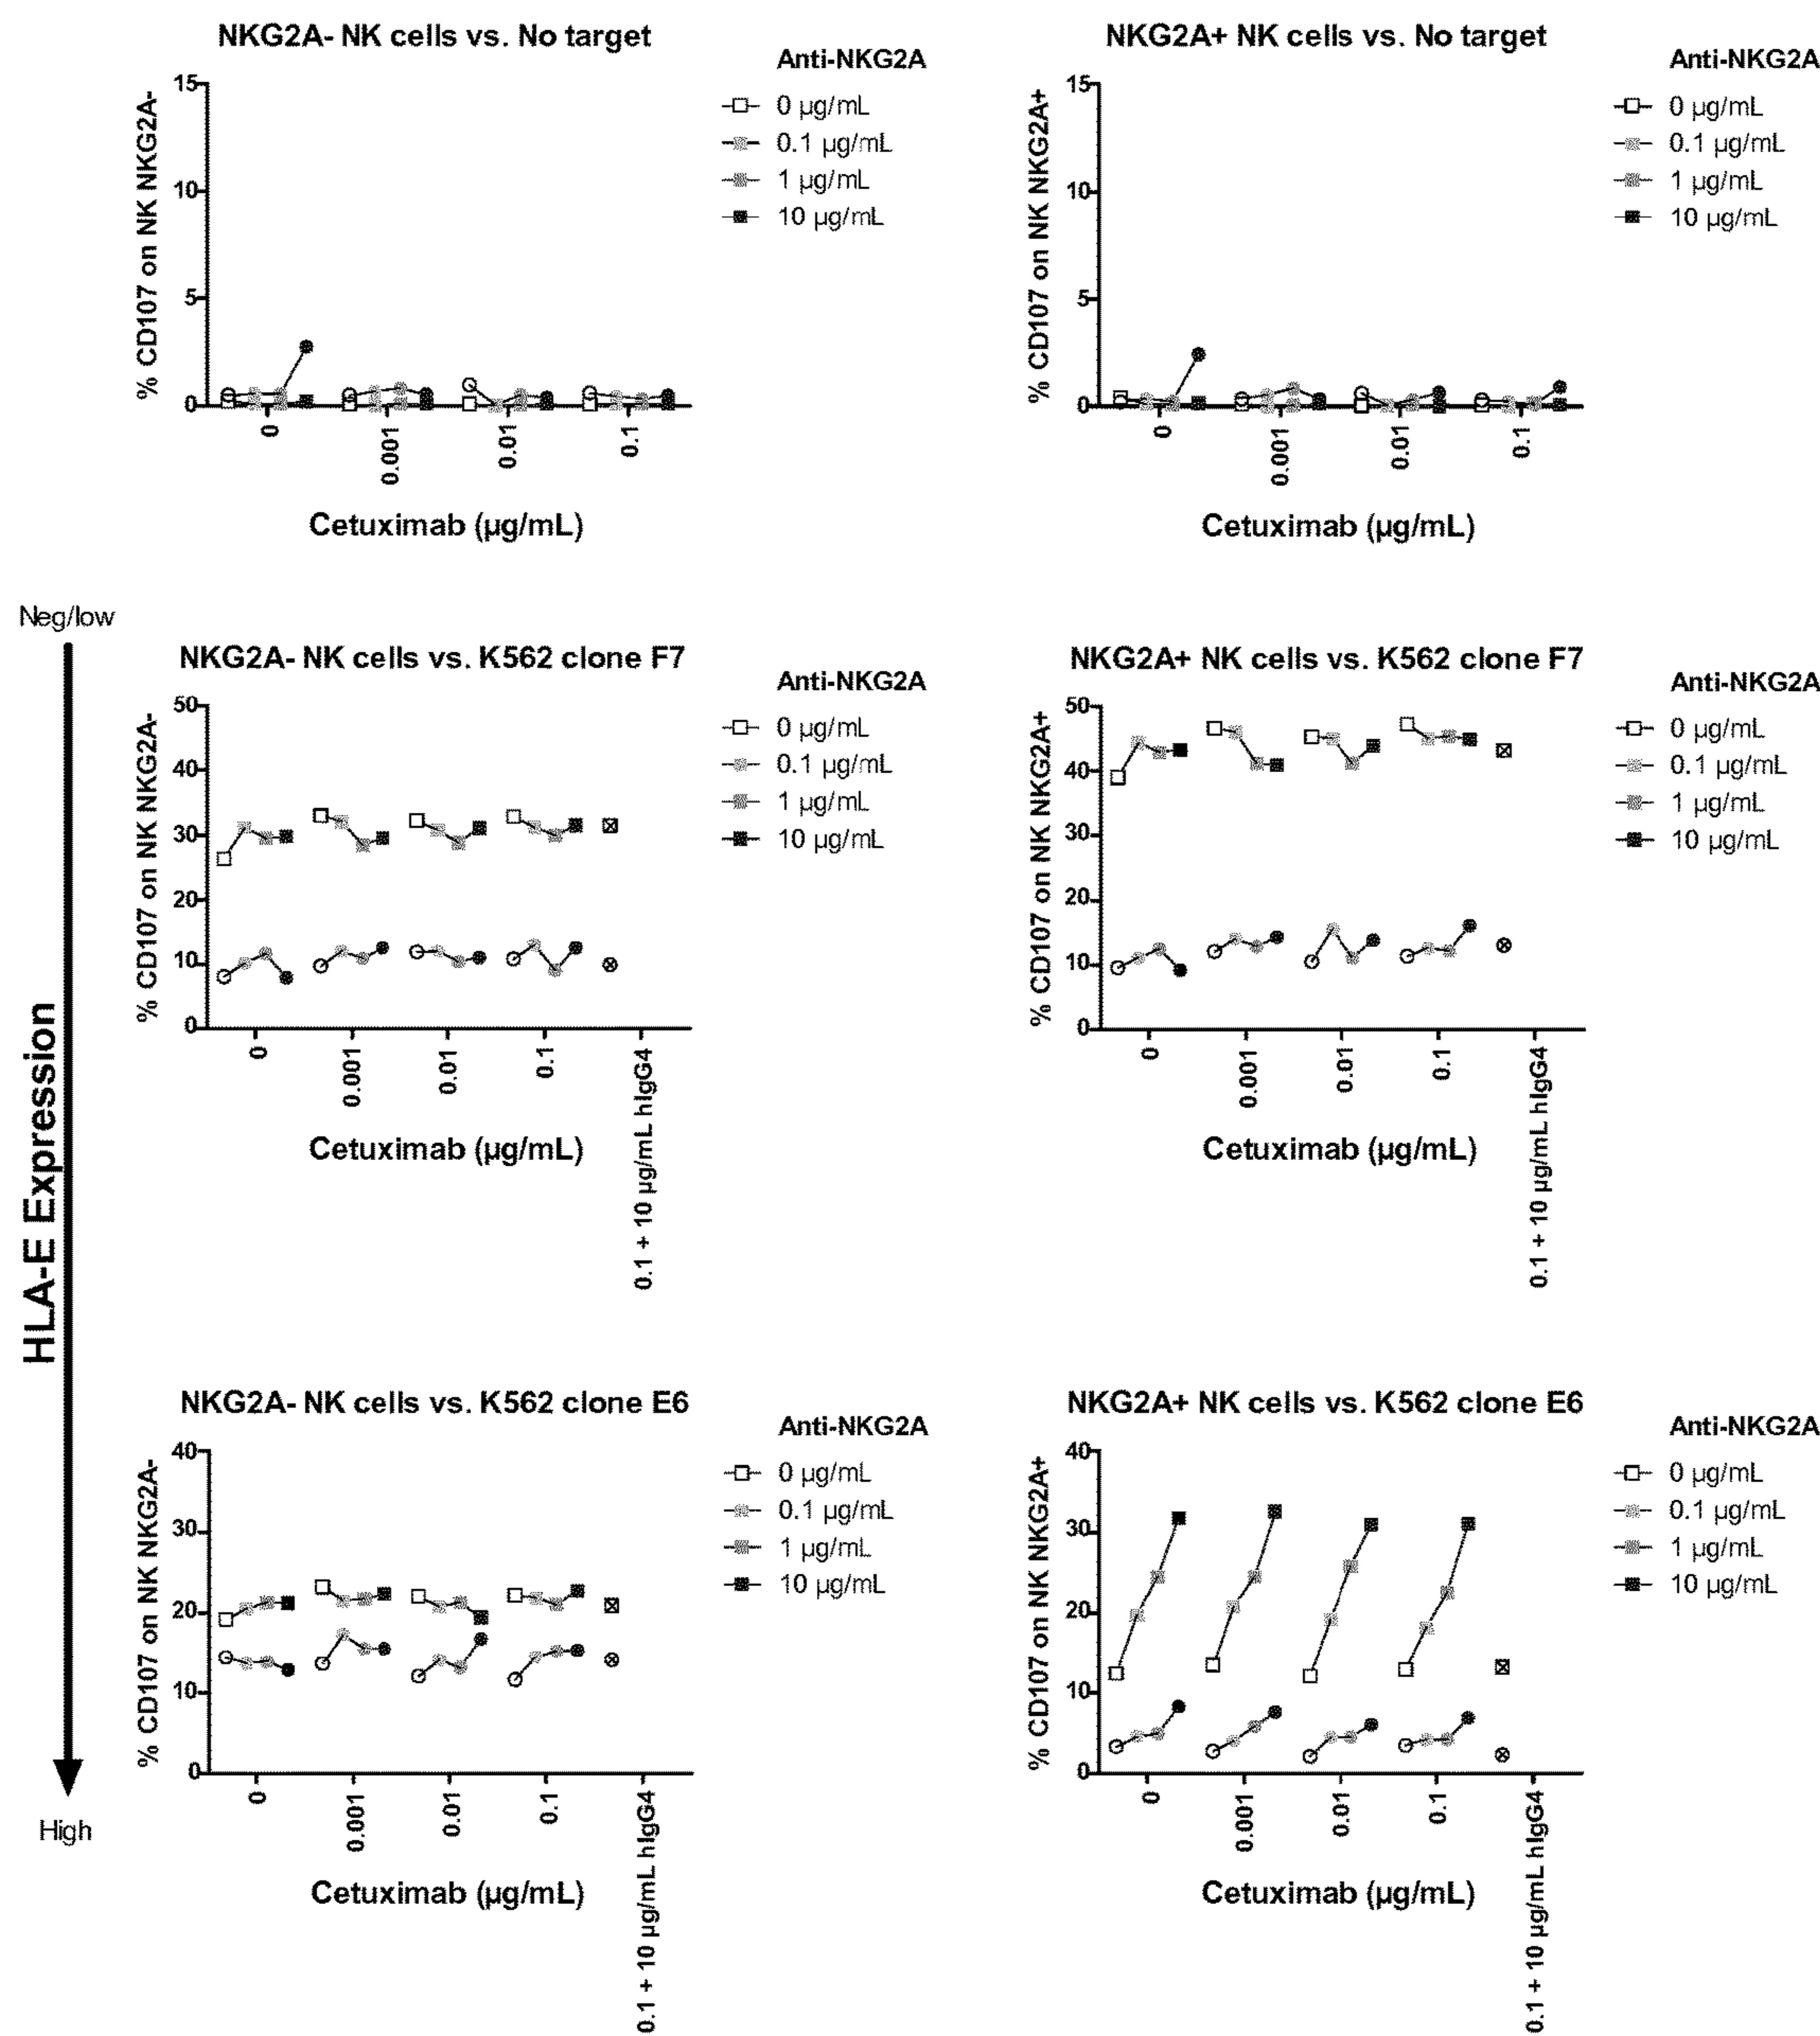 NKG2A- NK cells vs. No target
% CD107 on NK NKG2A-
15
10
5
0
0
0.001
0.01
0.1
Cetuximab (µg/mL)
Anti-NKG2A
0 µg/mL
0.1 µg/mL
1 µg/mL
10 µg/mL
NKG2A+ NK cells vs. No target
% CD107 on NK NKG2A+
15
10
5
0
0
0.001
0.01
0.1
Cetuximab (µg/mL)
Anti-NKG2A
0 µg/mL
0.1 µg/mL
1 µg/mL
10 µg/mL
Neg/low
HLA-E Expression
High
NKG2A- NK cells vs. K562 clone F7
% CD107 on NK NKG2A-
50
40
30
20
10
0
0
0.001
0.01
0.1
0.1 + 10 µg/mL hIgG4
Cetuximab (µg/mL)
Anti-NKG2A
0 µg/mL
0.1 µg/mL
1 µg/mL
10 µg/mL
NKG2A+ NK cells vs. K562 clone F7
% CD107 on NK NKG2A+
50
40
30
20
10
0
0
0.001
0.01
0.1
0.1 + 10 µg/mL hIgG4
Cetuximab (µg/mL)
Anti-NKG2A
0 µg/mL
0.1 µg/mL
1 µg/mL
10 µg/mL
NKG2A- NK cells vs. K562 clone E6
% CD107 on NK NKG2A-
40
30
20
10
0
0
0.001
0.01
0.1
0.1 + 10 µg/mL hIgG4
Cetuximab (µg/mL)
Anti-NKG2A
0 µg/mL
0.1 µg/mL
1 µg/mL
10 µg/mL
NKG2A+ NK cells vs. K562 clone E6
% CD107 on NK NKG2A+
40
30
20
10
0
0
0.001
0.01
0.1
0.1 + 10 µg/mL hIgG4
Cetuximab (µg/mL)
Anti-NKG2A
0 µg/mL
0.1 µg/mL
1 µg/mL
10 µg/mL